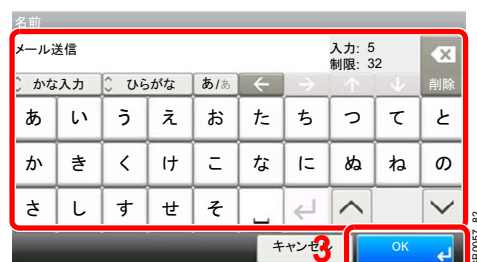 名前
メール送信
入力: 5
制限: 32
かな入力 ひらがな あ/ぁ ← → ↑ ↓ 削除
あ い う え お た ち つ て と
か き く け こ な に ぬ ね の
さ し す せ そ
キャンセル 3 OK